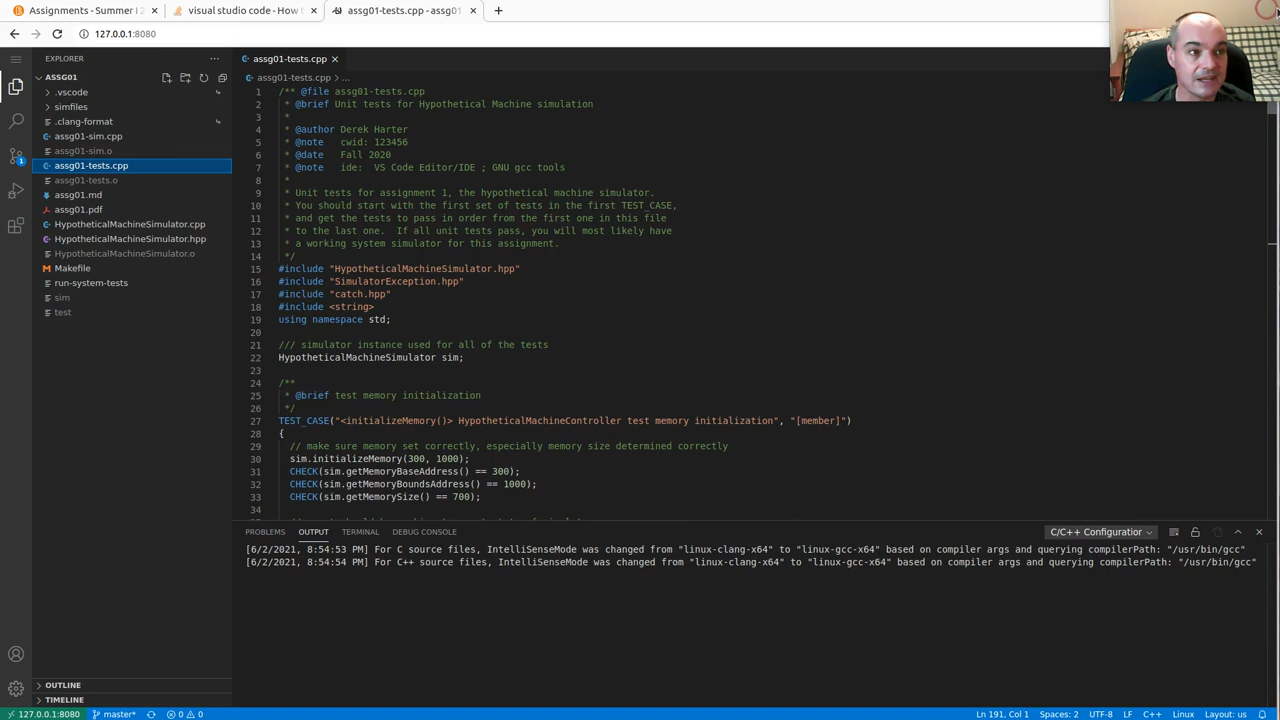 Assignments - Summer I 2
visual studio code - How t
assg01-tests.cpp - assg01
127.0.0.1:8080
EXPLORER
ASSG01
.vscode
simfiles
.clang-format
assg01-sim.cpp
assg01-sim.o
assg01-tests.cpp
assg01-tests.o
assg01.md
assg01.pdf
HypotheticalMachineSimulator.cpp
HypotheticalMachineSimulator.hpp
HypotheticalMachineSimulator.o
Makefile
run-system-tests
sim
test
OUTLINE
TIMELINE
1
assg01-tests.cpp
assg01-tests.cpp > ...
1 /** @file assg01-tests.cpp
2 * @brief Unit tests for Hypothetical Machine simulation
3 *
4 * @author Derek Harter
5 * @note cwid: 123456
6 * @date Fall 2020
7 * @note ide: VS Code Editor/IDE ; GNU gcc tools
8 *
9 * Unit tests for assignment 1, the hypothetical machine simulator.
10 * You should start with the first set of tests in the first TEST_CASE,
11 * and get the tests to pass in order from the first one in this file
12 * to the last one. If all unit tests pass, you will most likely have
13 * a working system simulator for this assignment.
14 */
15 #include "HypotheticalMachineSimulator.hpp"
16 #include "SimulatorException.hpp"
17 #include "catch.hpp"
18 #include <string>
19 using namespace std;
20
21 /// simulator instance used for all of the tests
22 HypotheticalMachineSimulator sim;
23
24 /**
25 * @brief test memory initialization
26 */
27 TEST_CASE("<initializeMemory()> HypotheticalMachineController test memory initialization", "[member]")
28 {
29 // make sure memory set correctly, especially memory size determined correctly
30 sim.initializeMemory(300, 1000);
31 CHECK(sim.getMemoryBaseAddress() == 300);
32 CHECK(sim.getMemoryBoundsAddress() == 1000);
33 CHECK(sim.getMemorySize() == 700);
34
PROBLEMS OUTPUT TERMINAL DEBUG CONSOLE C/C++ Configuration
[6/2/2021, 8:54:53 PM] For C source files, IntelliSenseMode was changed from "linux-clang-x64" to "linux-gcc-x64" based on compiler args and querying compilerPath: "/usr/bin/gcc"
[6/2/2021, 8:54:54 PM] For C++ source files, IntelliSenseMode was changed from "linux-clang-x64" to "linux-gcc-x64" based on compiler args and querying compilerPath: "/usr/bin/gcc"
127.0.0.1:8080 master* 0 0 Ln 191, Col 1 Spaces: 2 UTF-8 LF C++ Linux Layout: us